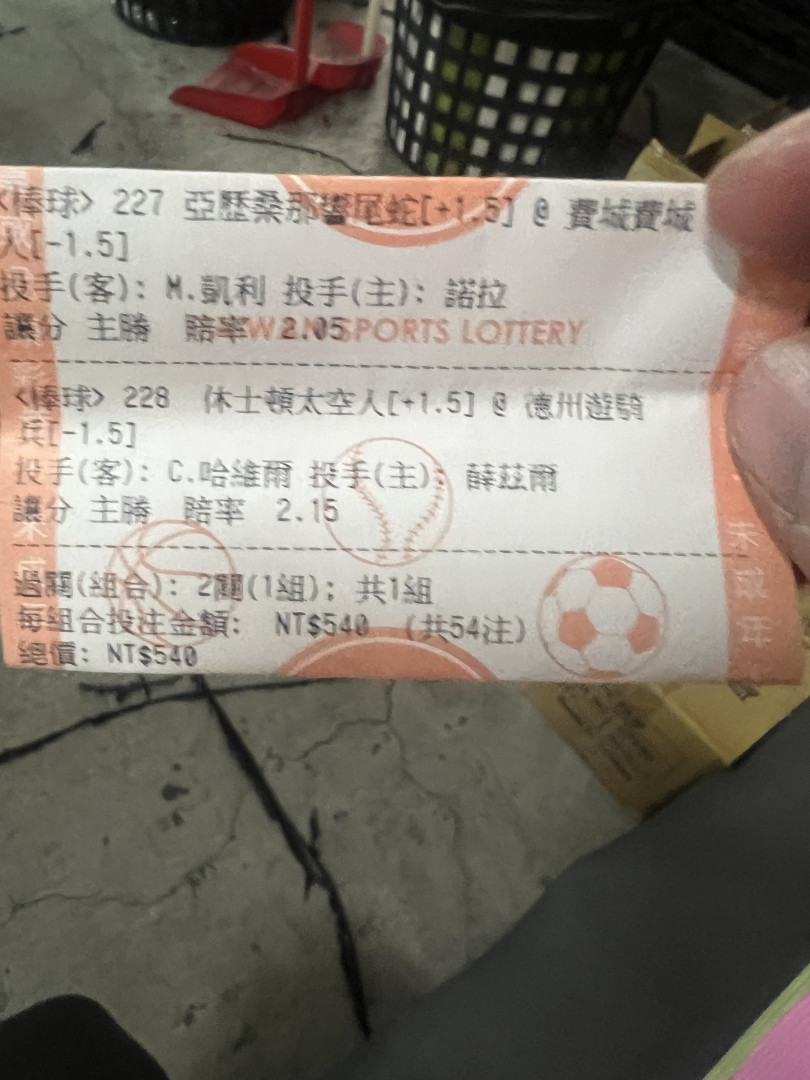 <棒球> 227 亞歷桑那響尾蛇[+1.5] @ 費城費城
人[-1.5]
投手(客): M.凱利 投手(主): 諾拉
讓分 主勝 賠率 2.05
SPORTS LOTTERY
<棒球> 228 休士頓太空人[+1.5] @ 德州遊騎
兵[-1.5]
投手(客): C.哈維爾 投手(主): 薛茲爾
讓分 主勝 賠率 2.15
過關(組合): 2關(1組); 共1組
每組合投注金額: NT$540 (共54注)
總價: NT$540
未成年